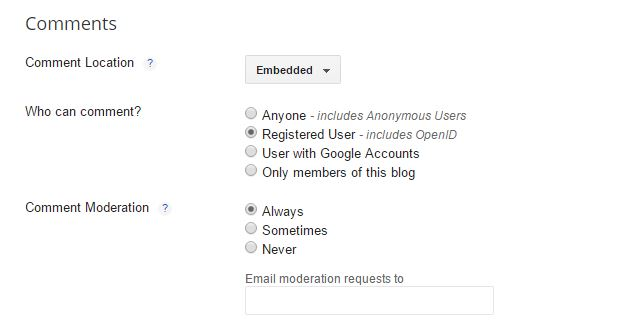 Comments
Comment Location ?
Embedded
Who can comment?
Anyone - includes Anonymous Users
Registered User - includes OpenID
User with Google Accounts
Only members of this blog
Comment Moderation ?
Always
Sometimes
Never
Email moderation requests to